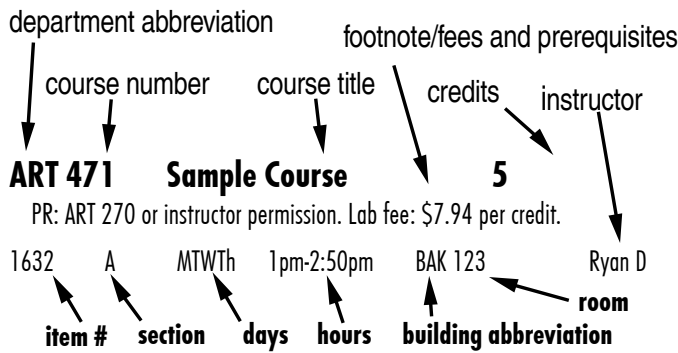 department abbreviation
footnote/fees and prerequisites
course number course title credits instructor
ART 471 Sample Course 5
PR: ART 270 or instructor permission. Lab fee: $7.94 per credit.
1632 A MTWTh 1pm-2:50pm BAK 123 Ryan D
room
item # section days hours building abbreviation